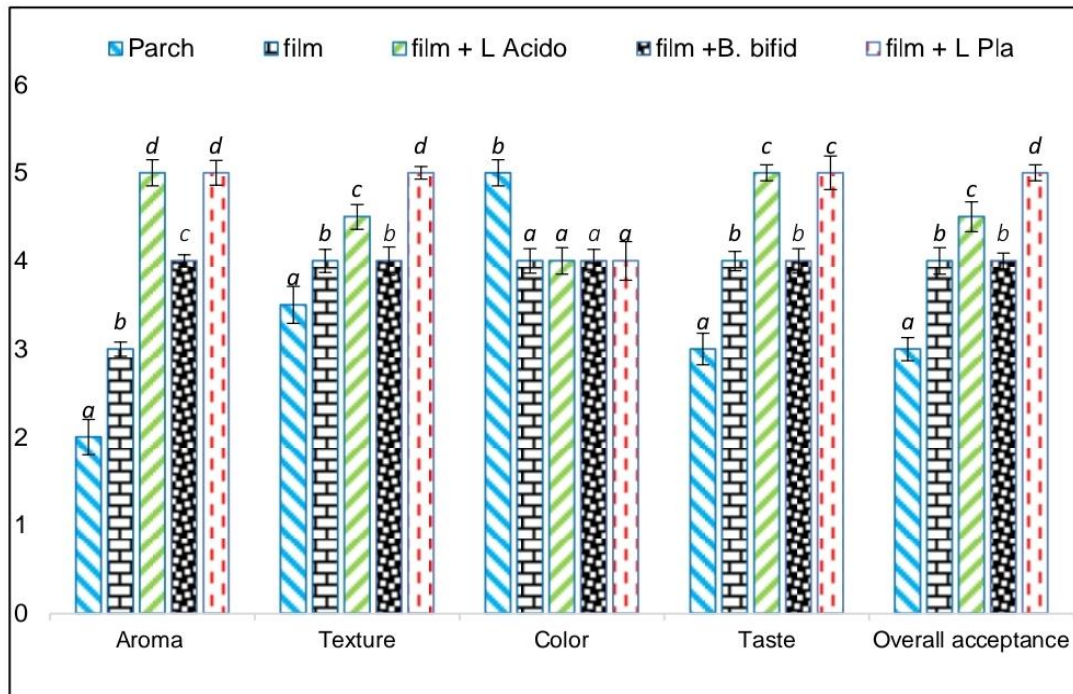 Parch film film + L Acido film +B. bifid film + L Pla
6
5
4
3
2
1
0
a b d c d
a b c b d
b a a a a
a b c b c
a b c b d
Aroma Texture Color Taste Overall acceptance